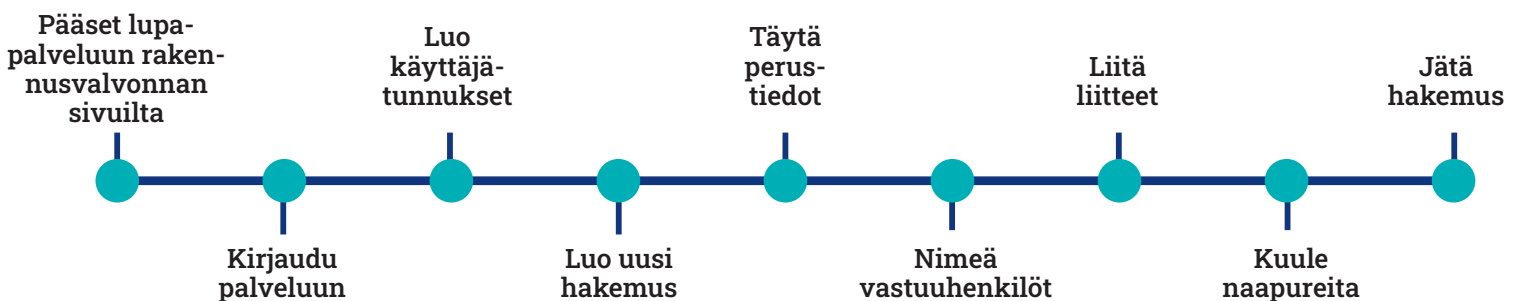 Pääset lupa-
palveluun raken-
nusvalvonnan
sivuilta
Kirjaudu
palveluun
Luo
käyttäjä-
tunnukset
Luo uusi
hakemus
Täytä
perus-
tiedot
Nimeä
vastuuhenkilöt
Liitä
liitteet
Kuule
naapureita
Jätä
hakemus